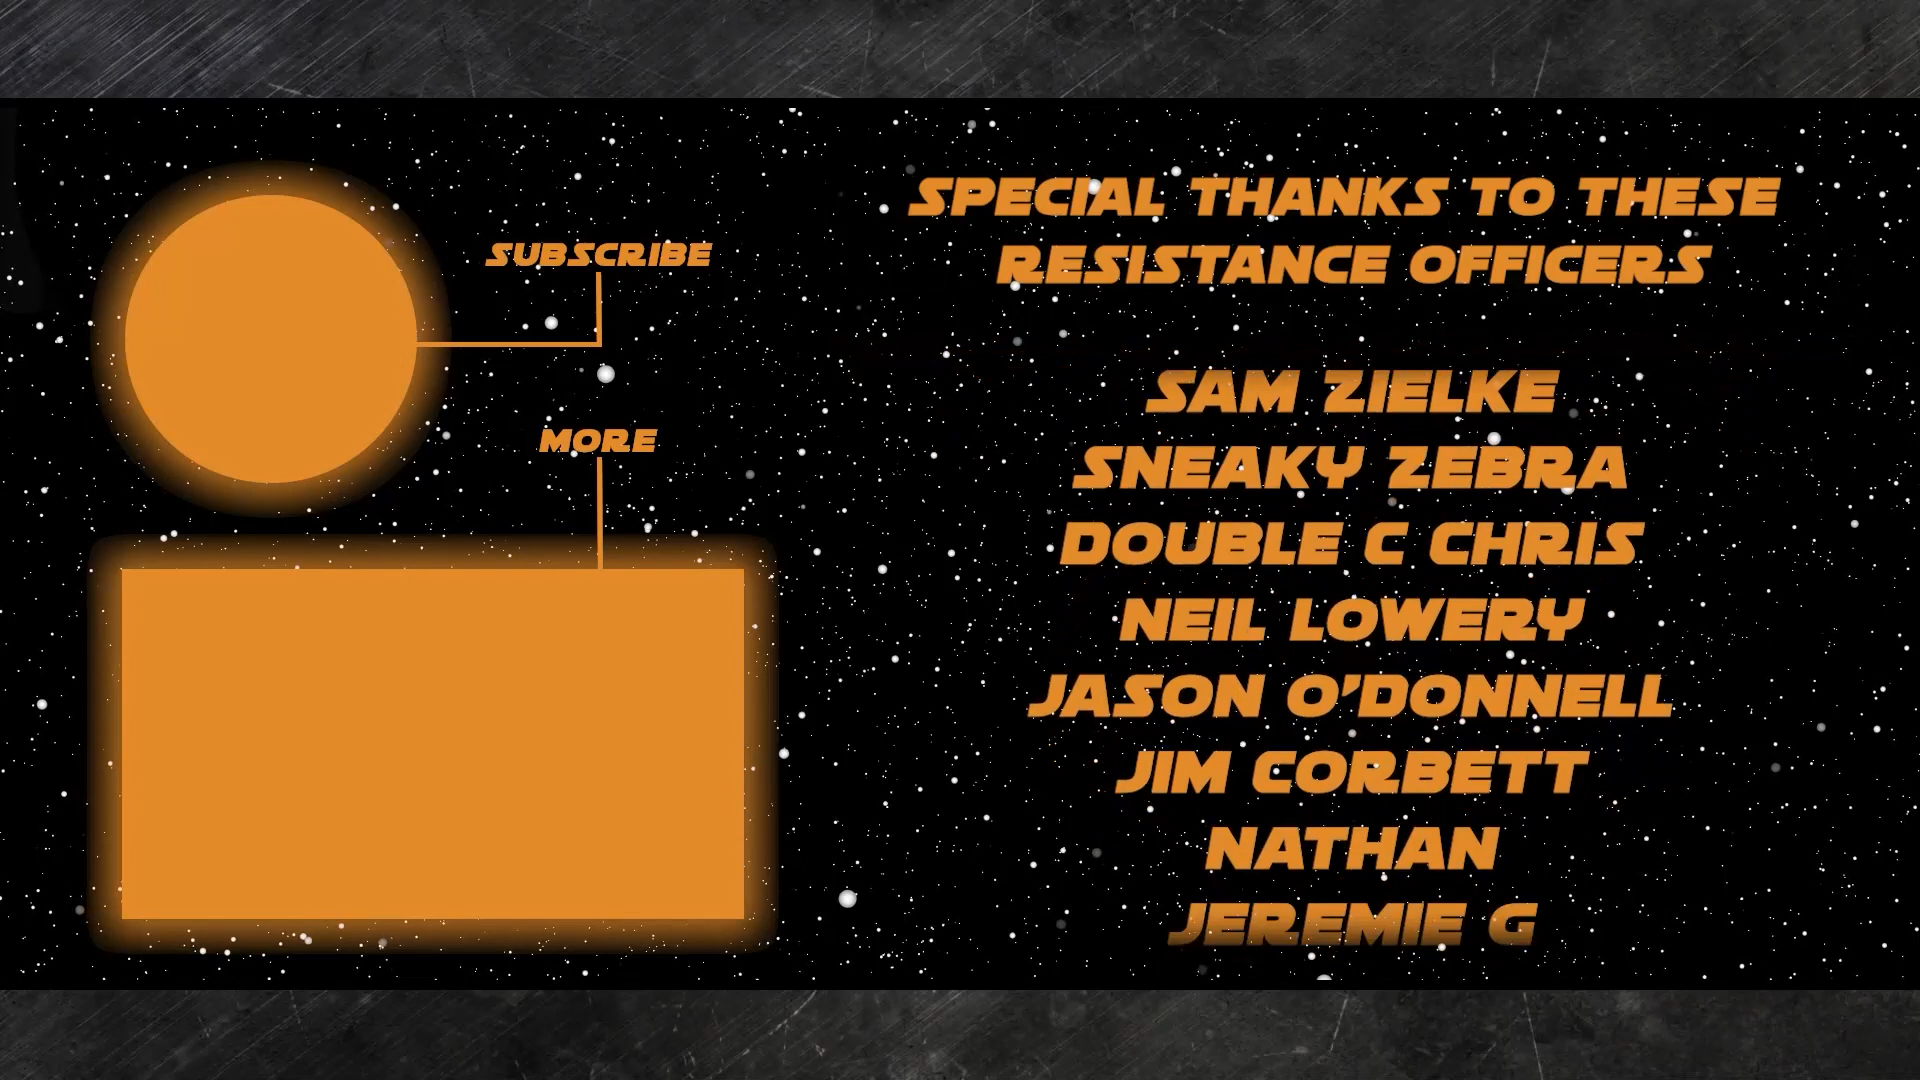 SUBSCRIBE
MORE
SPECIAL THANKS TO THESE
RESISTANCE OFFICERS
SAM ZIELKE
SNEAKY ZEBRA
DOUBLE C CHRIS
NEIL LOWERY
JASON O'DONNELL
JIM CORBETT
NATHAN
JEREMIE G